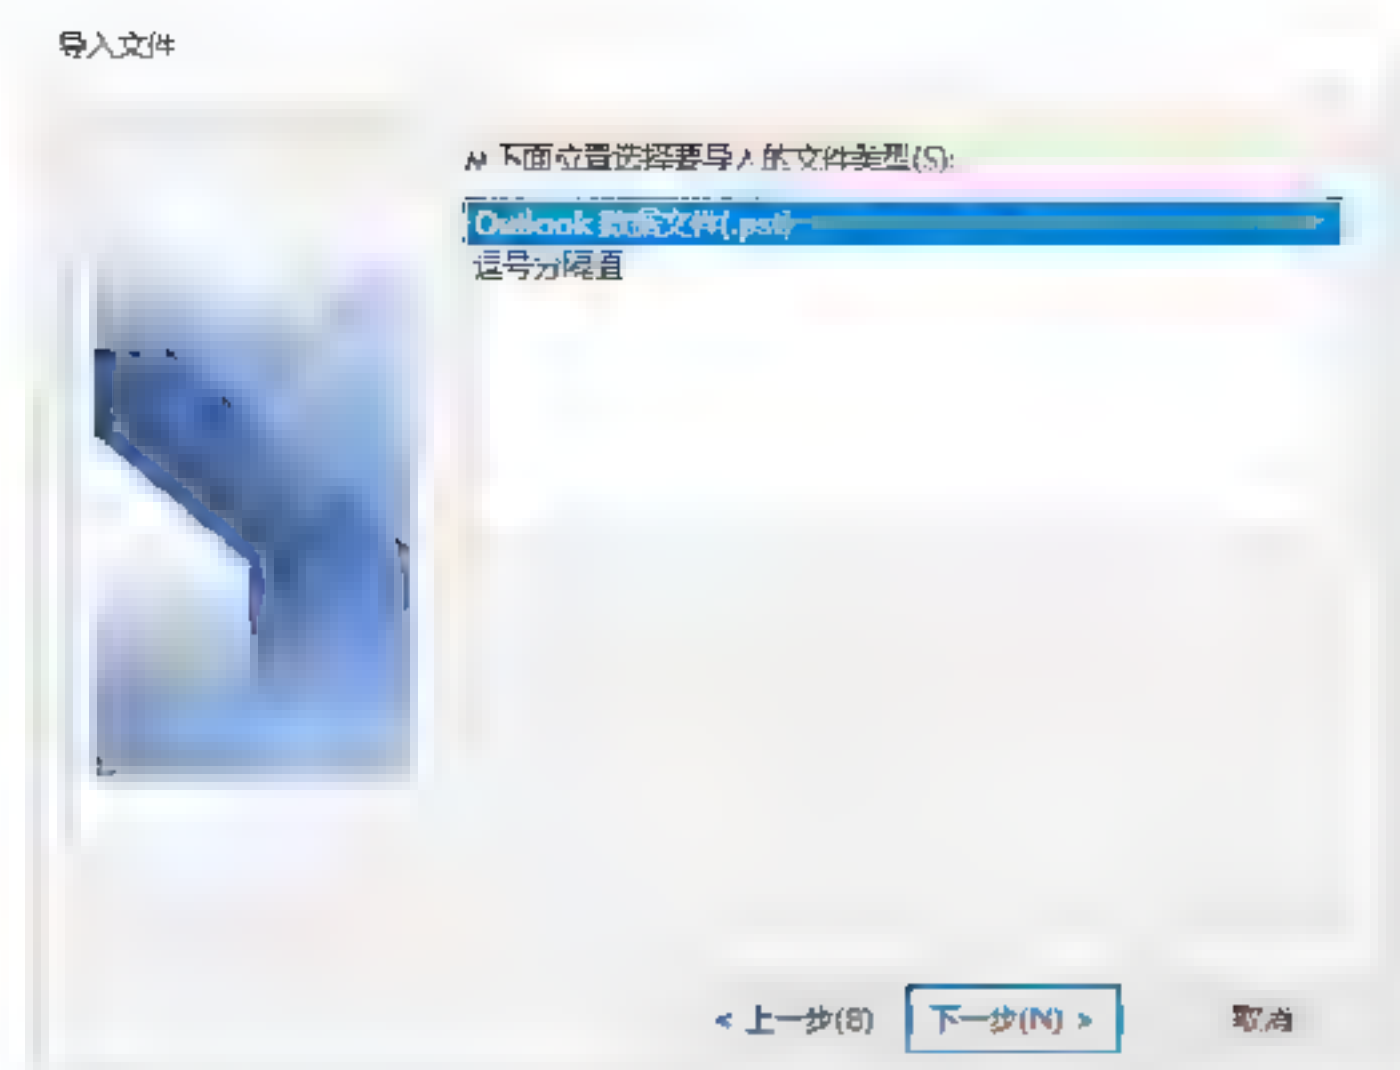 导入文件
从下面位置选择要导入的文件类型(S):
Outlook 数据文件(.pst)
逗号分隔值
< 上一步(B)
下一步(N) >
取消